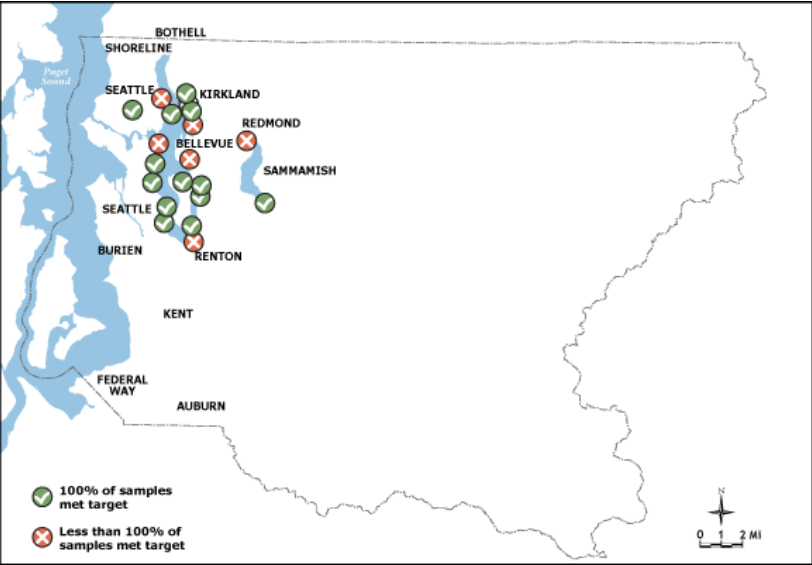 BOTHELL
SHORELINE
Puget
Sound
SEATTLE
KIRKLAND
REDMOND
BELLEVUE
SAMMAMISH
SEATTLE
BURIEN
RENTON
KENT
FEDERAL
WAY
AUBURN
100% of samples
met target
Less than 100% of
samples met target
N
0 1 2 MI